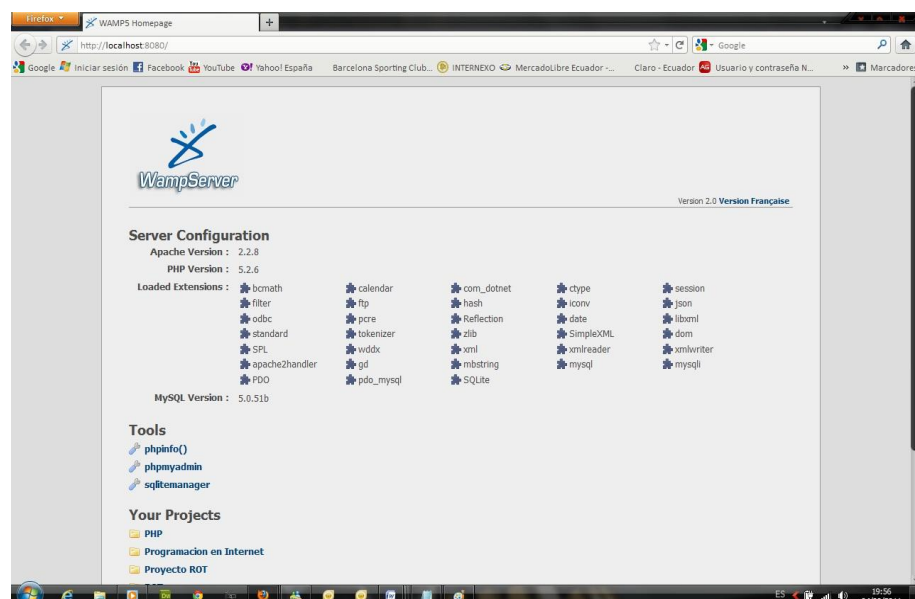 Firefox
WAMP5 Homepage
http://localhost:8080/
Google
Google Iniciar sesión Facebook YouTube Yahoo! España Barcelona Sporting Club... INTERNEXO MercadoLibre Ecuador -... Claro - Ecuador Usuario y contraseña N... » Marcadores
WampServer
Version 2.0 Version Française
Server Configuration
Apache Version : 2.2.8
PHP Version : 5.2.6
Loaded Extensions : bcmath calendar com_dotnet ctype session
filter ftp hash iconv json
odbc pcre Reflection date libxml
standard tokenizer zlib SimpleXML dom
SPL wddx xml xmlreader xmlwriter
apache2handler gd mbstring mysql mysqli
PDO pdo_mysql SQLite
MySQL Version : 5.0.51b
Tools
phpinfo()
phpmyadmin
sqlitemanager
Your Projects
PHP
Programacion en Internet
Proyecto ROT
ES 19:56